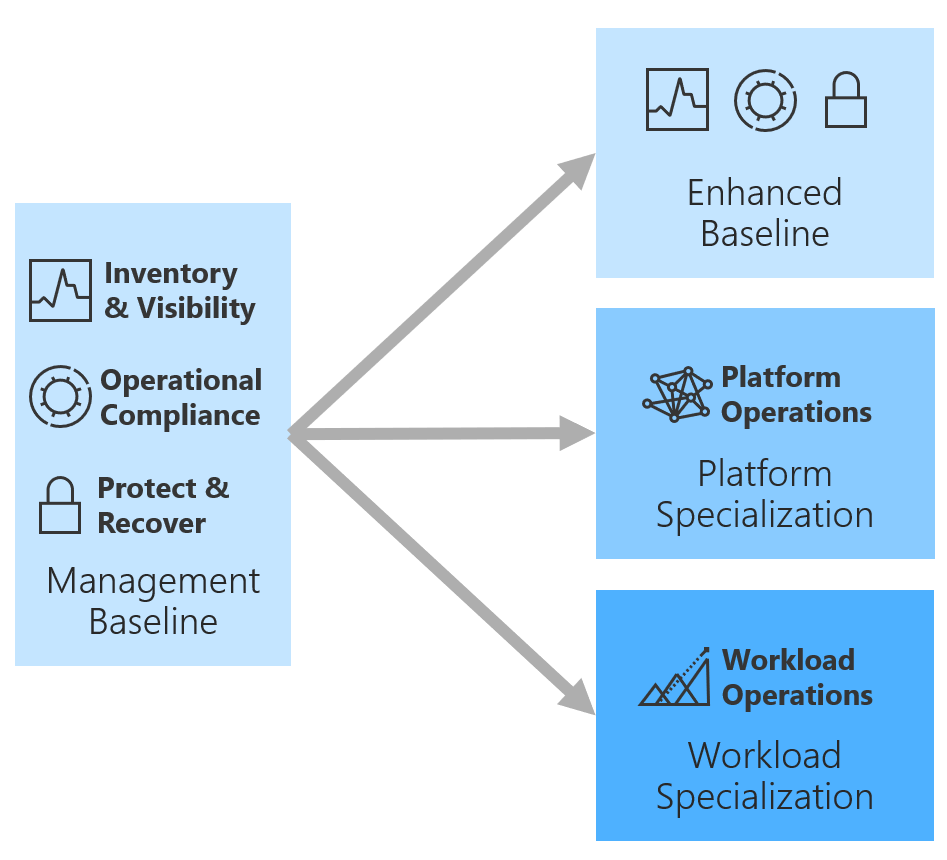 Inventory
& Visibility
Operational
Compliance
Protect &
Recover
Management
Baseline
Enhanced
Baseline
Platform
Operations
Platform
Specialization
Workload
Operations
Workload
Specialization